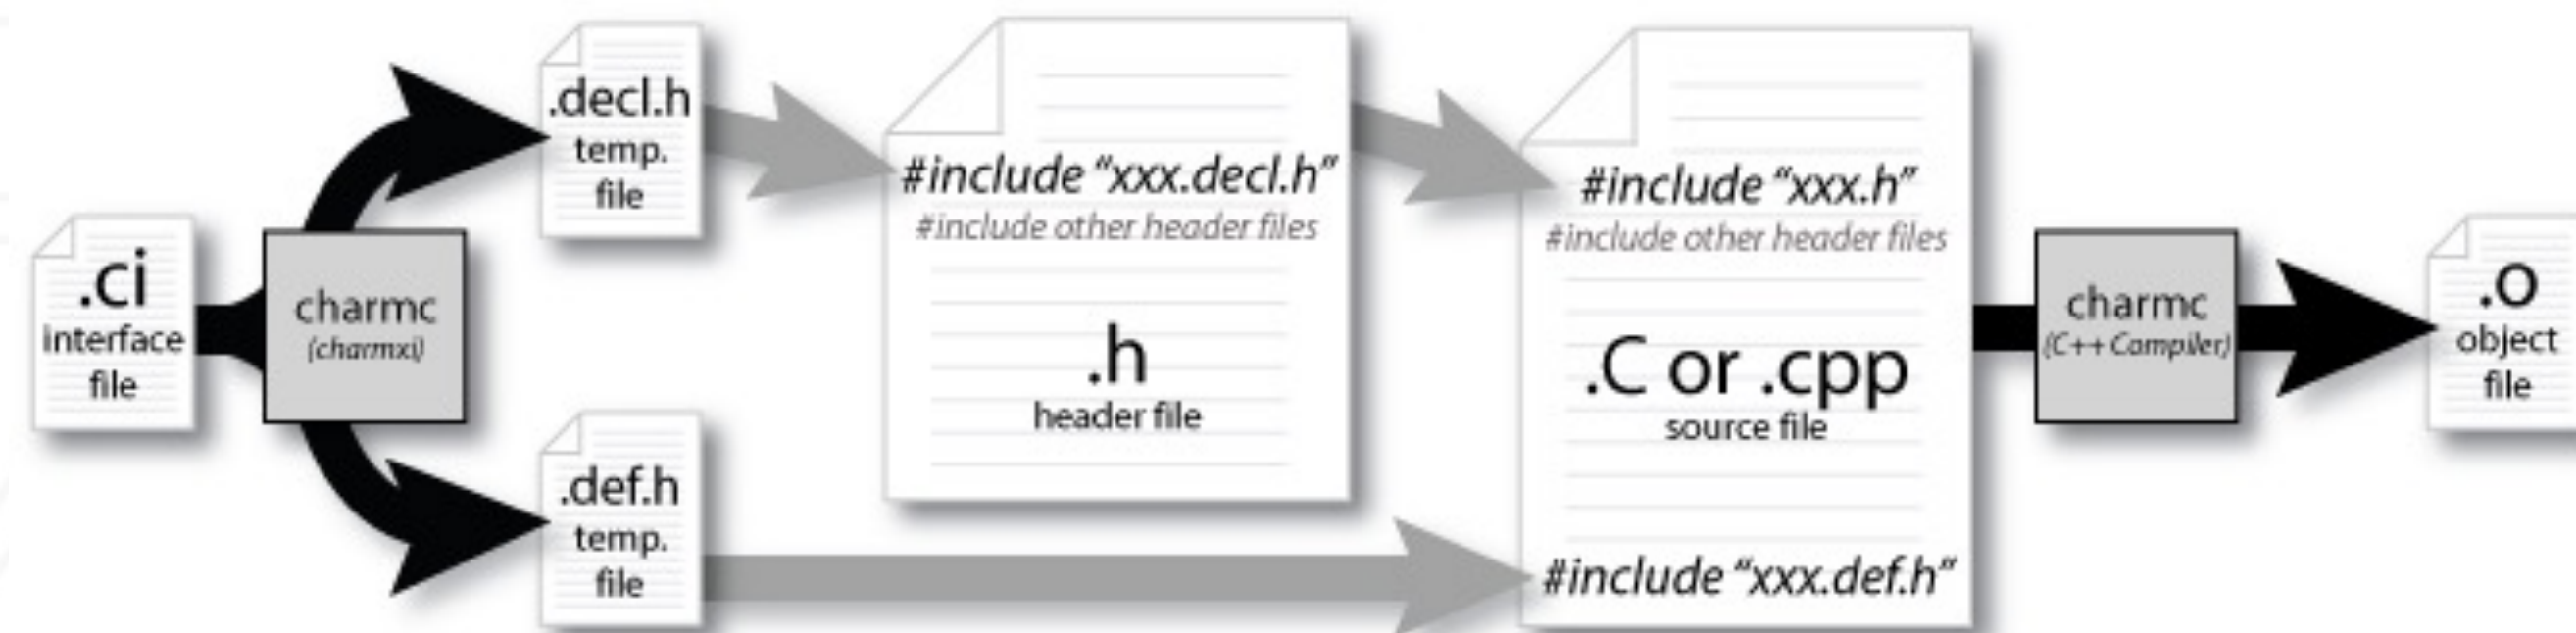 .ci
interface
file
charmc
(charmxi)
.decl.h
temp.
file
.def.h
temp.
file
#include “xxx.decl.h”
#include other header files
.h
header file
#include “xxx.h”
#include other header files
.C or .cpp
source file
#include “xxx.def.h”
charmc
(C++ Compiler)
.o
object
file